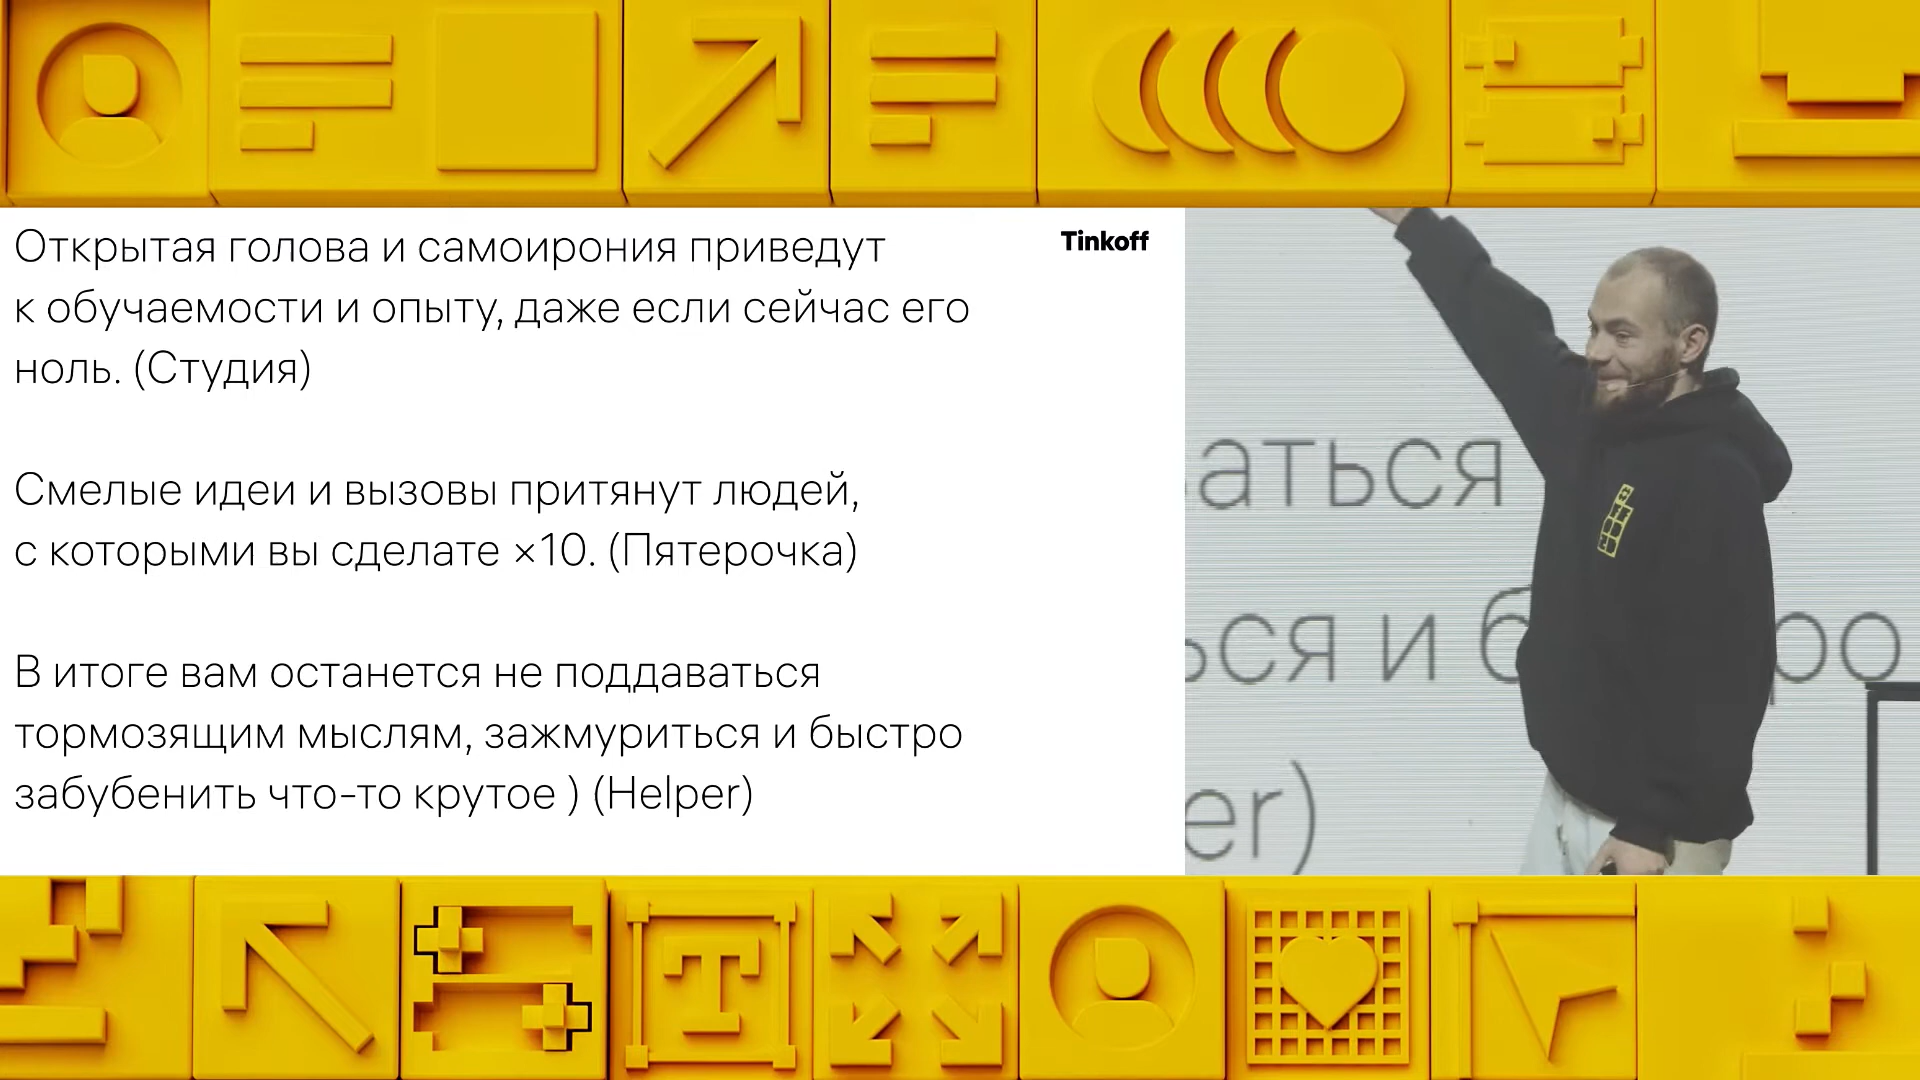 Открытая голова и самоирония приведут
к обучаемости и опыту, даже если сейчас его
ноль. (Студия)
Смелые идеи и вызовы притянут людей,
с которыми вы сделате ×10. (Пятерочка)
В итоге вам останется не поддаваться
тормозящим мыслям, зажмуриться и быстро
забубенить что-то крутое ) (Helper)
Tinkoff
аться
ься и б ро
er)
T